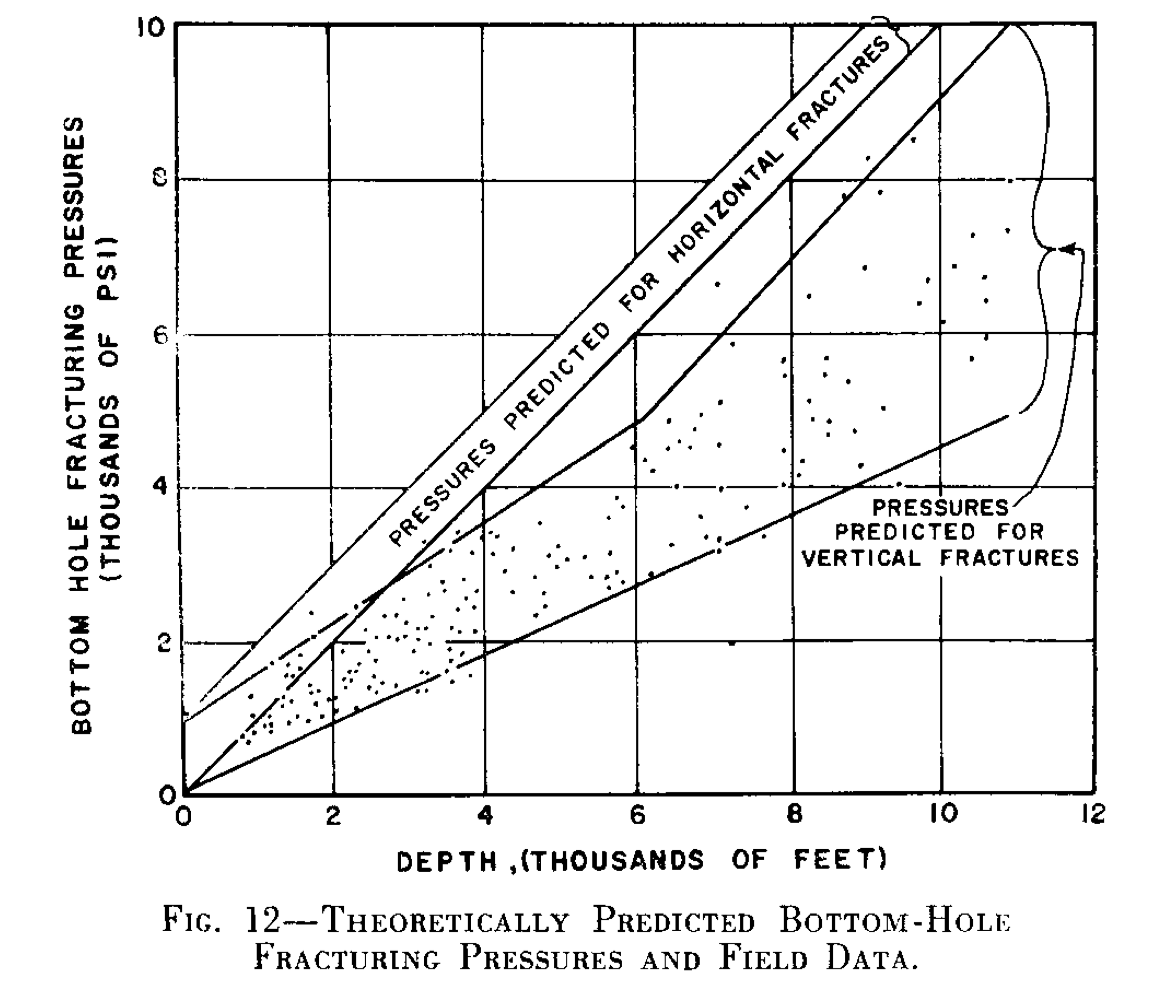 10
8
6
4
2
0
0 2 4 6 8 10 12
BOTTOM HOLE FRACTURING PRESSURES
(THOUSANDS OF PSI)
PRESSURES PREDICTED FOR HORIZONTAL FRACTURES
PRESSURES
PREDICTED FOR
VERTICAL FRACTURES
DEPTH,(THOUSANDS OF FEET)
FIG. 12—THEORETICALLY PREDICTED BOTTOM-HOLE
FRACTURING PRESSURES AND FIELD DATA.